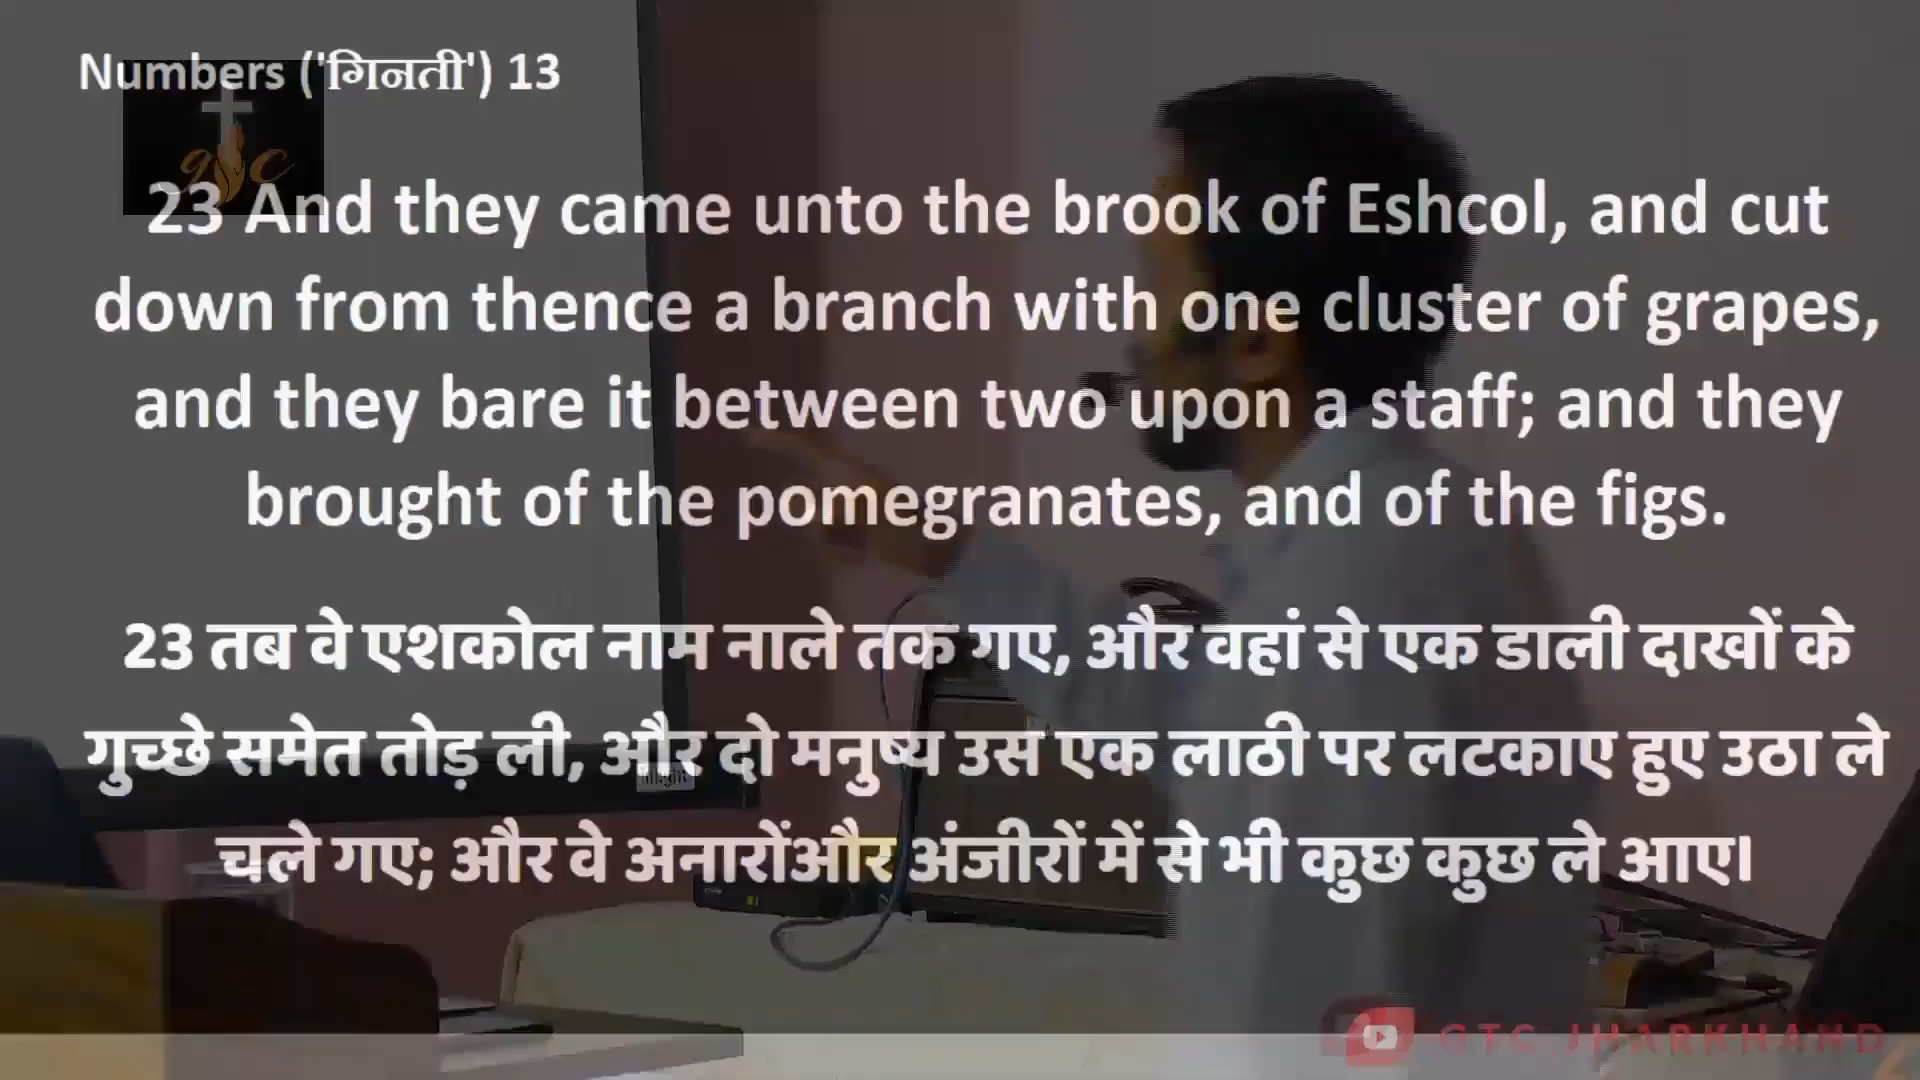 Numbers ('गिनती') 13
gtc
23 And they came unto the brook of Eshcol, and cut
down from thence a branch with one cluster of grapes,
and they bare it between two upon a staff; and they
brought of the pomegranates, and of the figs.
23 तब वे एशकोल नाम नाले तक गए, और वहां से एक डाली दाखों के
गुच्छे समेत तोड़ ली, और दो मनुष्य उस एक लाठी पर लटकाए हुए उठा ले
चले गए; और वे अनारोंऔर अंजीरों में से भी कुछ कुछ ले आए।
GTC JHARKHAND